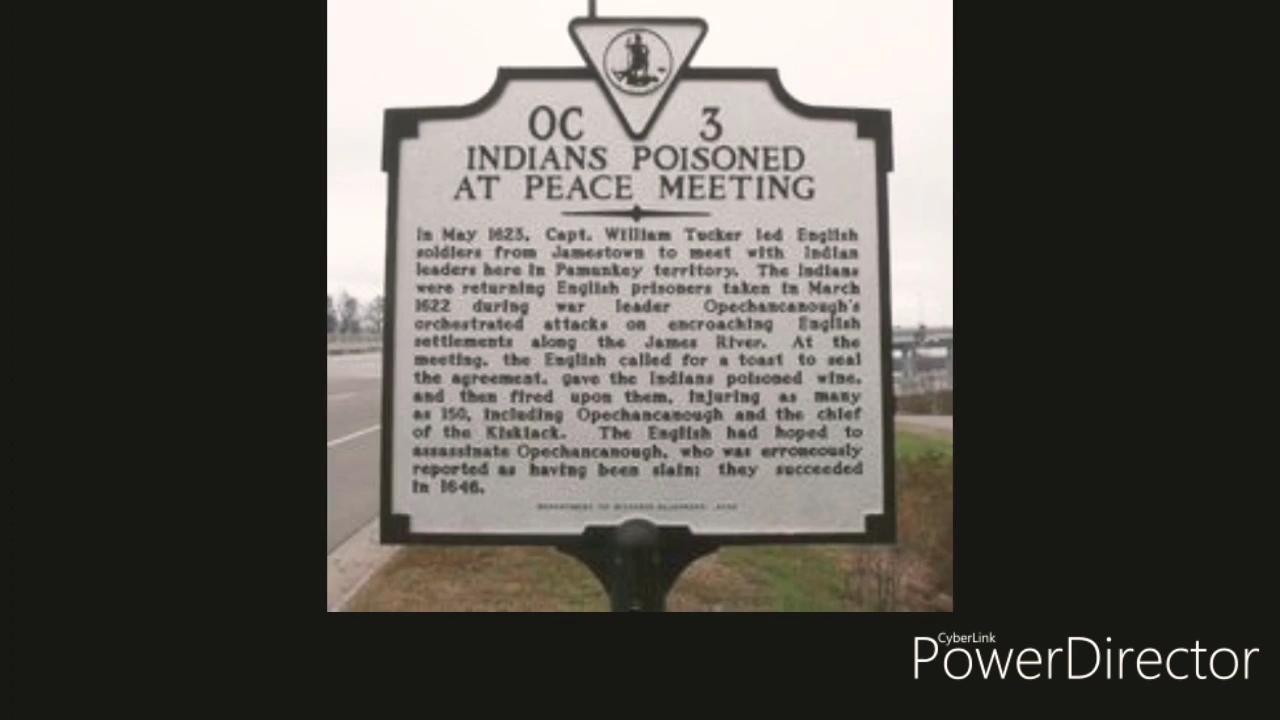 OC 3
INDIANS POISONED
AT PEACE MEETING
In May 1623, Capt. William Tucker led English
soldiers from Jamestown to meet with Indian
leaders here in Pamunkey territory. The Indians
were returning English prisoners taken in March
1622 during war leader Opechancanough's
orchestrated attacks on encroaching English
settlements along the James River. At the
meeting, the English called for a toast to seal
the agreement, gave the Indians poisoned wine,
and then fired upon them, injuring as many
as 150, including Opechancanough and the chief
of the Kiskiack. The English had hoped to
assassinate Opechancanough, who was erroneously
reported as having been slain; they succeeded
in 1646.
DEPARTMENT OF HISTORIC RESOURCES,
CyberLink
PowerDirector